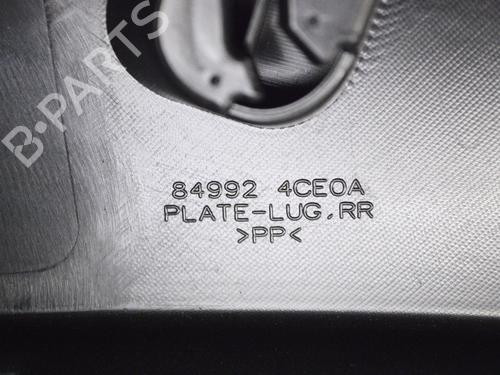 B-PARTS
84992 4CE0A
PLATE-LUG,RR
>PP<